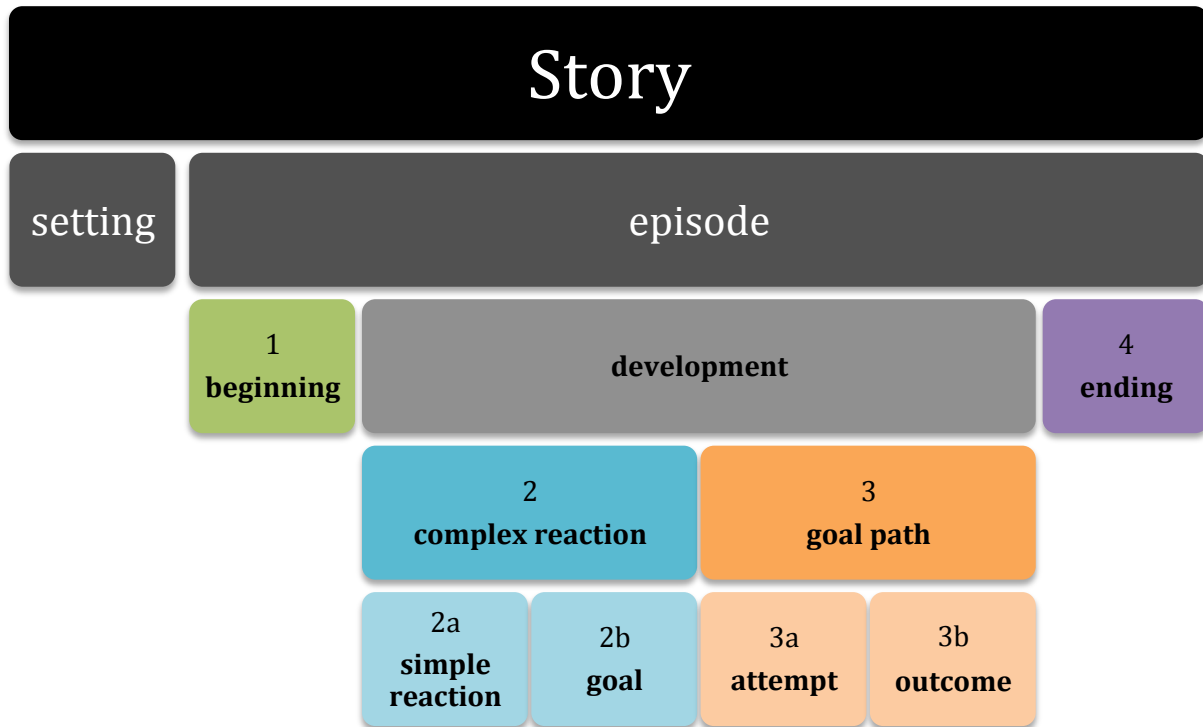 Story
setting
episode
1
beginning
development
4
ending
2
complex reaction
3
goal path
2a
simple
reaction
2b
goal
3a
attempt
3b
outcome